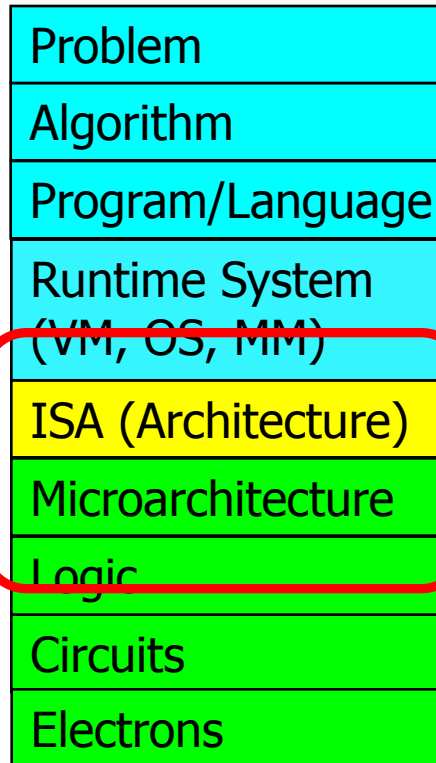 Problem
Algorithm
Program/Language
Runtime System
(VM, OS, MM)
ISA (Architecture)
Microarchitecture
Logic
Circuits
Electrons